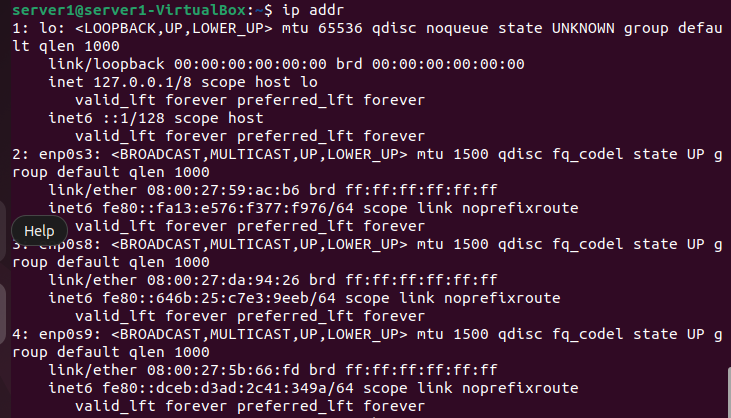 server1@server1-VirtualBox:~$ ip addr
1: lo: <LOOPBACK,UP,LOWER_UP> mtu 65536 qdisc noqueue state UNKNOWN group defau
lt qlen 1000
    link/loopback 00:00:00:00:00:00 brd 00:00:00:00:00:00
    inet 127.0.0.1/8 scope host lo
       valid_lft forever preferred_lft forever
    inet6 ::1/128 scope host
       valid_lft forever preferred_lft forever
2: enp0s3: <BROADCAST,MULTICAST,UP,LOWER_UP> mtu 1500 qdisc fq_codel state UP g
roup default qlen 1000
    link/ether 08:00:27:59:ac:b6 brd ff:ff:ff:ff:ff:ff
    inet6 fe80::fa13:e576:f377:f976/64 scope link noprefixroute
       valid_lft forever preferred_lft forever
Help
3: enp0s8: <BROADCAST,MULTICAST,UP,LOWER_UP> mtu 1500 qdisc fq_codel state UP g
roup default qlen 1000
    link/ether 08:00:27:da:94:26 brd ff:ff:ff:ff:ff:ff
    inet6 fe80::646b:25:c7e3:9eeb/64 scope link noprefixroute
       valid_lft forever preferred_lft forever
4: enp0s9: <BROADCAST,MULTICAST,UP,LOWER_UP> mtu 1500 qdisc fq_codel state UP g
roup default qlen 1000
    link/ether 08:00:27:5b:66:fd brd ff:ff:ff:ff:ff:ff
    inet6 fe80::dceb:d3ad:2c41:349a/64 scope link noprefixroute
       valid_lft forever preferred_lft forever